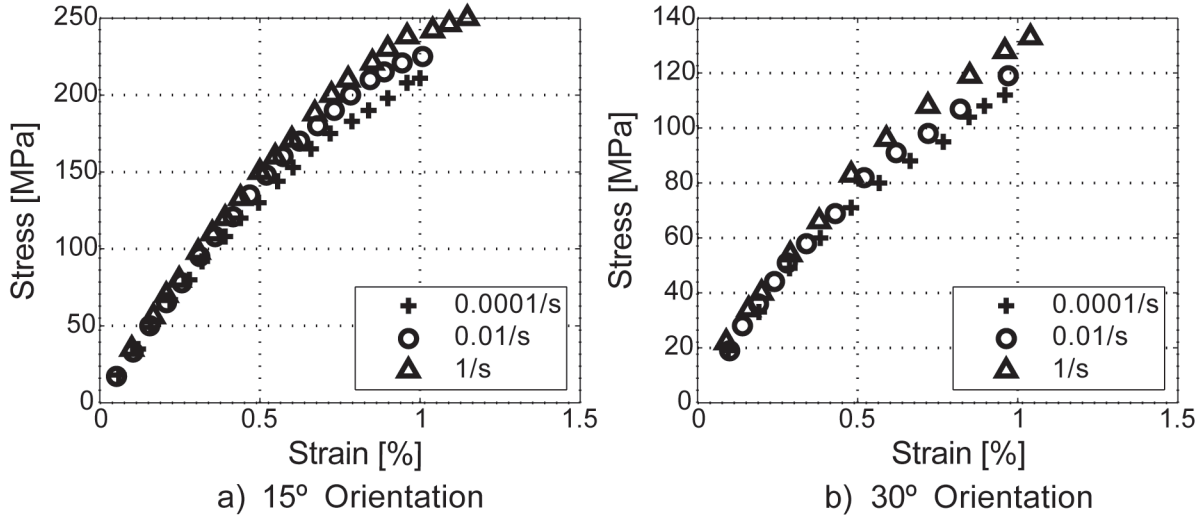 250
200
150
100
50
0
Stress [MPa]
0 0.5 1 1.5
Strain [%]
0.0001/s
0.01/s
1/s
a) 15º Orientation
140
120
100
80
60
40
20
0
Stress [MPa]
0 0.5 1 1.5
Strain [%]
0.0001/s
0.01/s
1/s
b) 30º Orientation